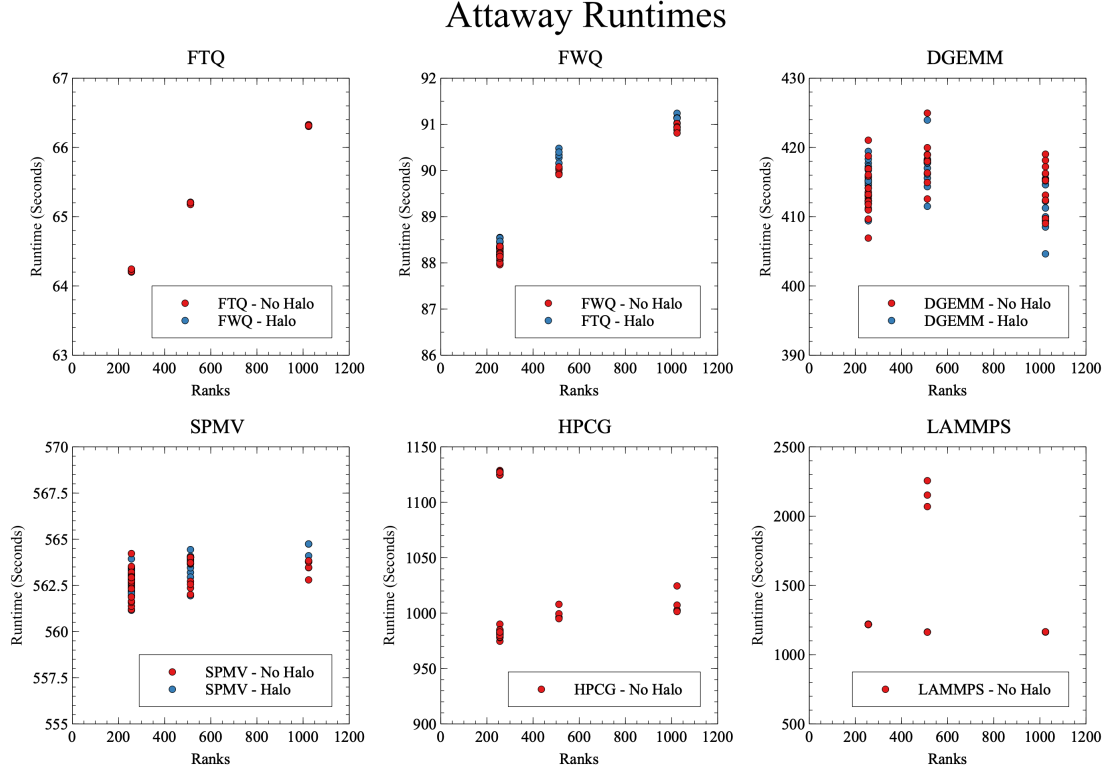 Attaway Runtimes
FTQ
67
66
65
64
63
Runtime (Seconds)
FTQ - No Halo
FWQ - Halo
0 200 400 600 800 1000 1200
Ranks
FWQ
92
91
90
89
88
87
86
Runtime (Seconds)
FWQ - No Halo
FTQ - Halo
0 200 400 600 800 1000 1200
Ranks
DGEMM
430
420
410
400
390
Runtime (Seconds)
DGEMM - No Halo
DGEMM - Halo
0 200 400 600 800 1000 1200
Ranks
SPMV
570
567.5
565
562.5
560
557.5
555
Runtime (Seconds)
SPMV - No Halo
SPMV - Halo
0 200 400 600 800 1000 1200
Ranks
HPCG
1150
1100
1050
1000
950
900
Runtime (Seconds)
HPCG - No Halo
0 200 400 600 800 1000 1200
Ranks
LAMMPS
2500
2000
1500
1000
500
Runtime (Seconds)
LAMMPS - No Halo
0 200 400 600 800 1000 1200
Ranks